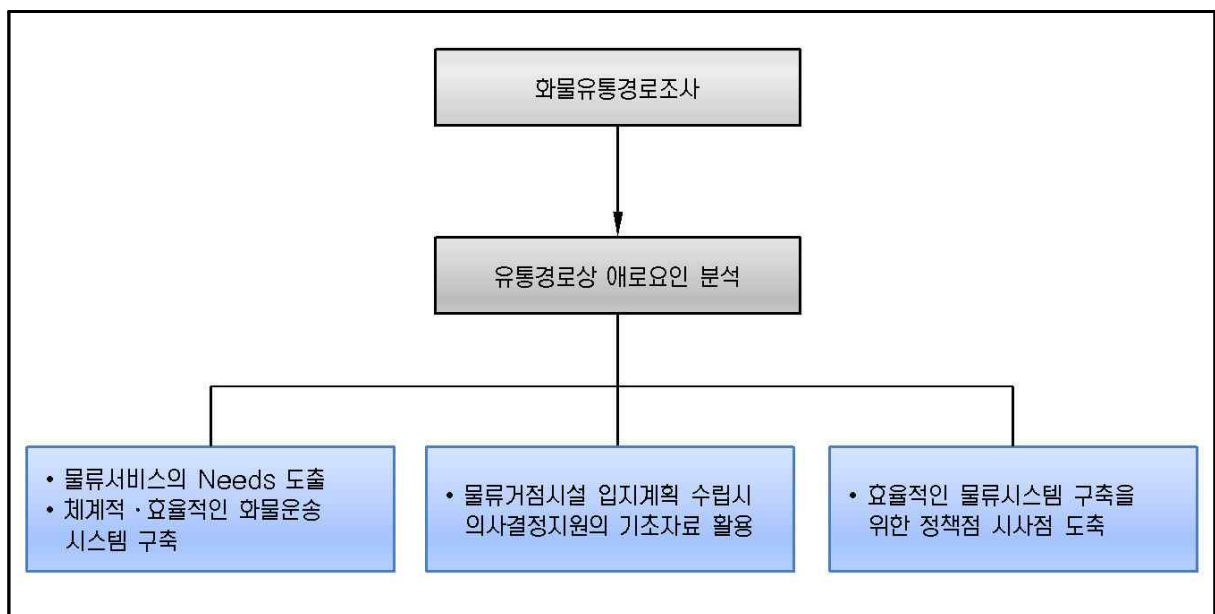 화물유통경로조사
유통경로상 애로요인 분석
• 물류서비스의 Needs 도출
• 체계적·효율적인 화물운송
시스템 구축
• 물류거점시설 입지계획 수립시
의사결정지원의 기초자료 활용
• 효율적인 물류시스템 구축을
위한 정책점 시사점 도축